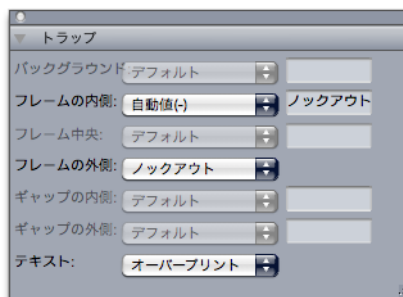 トラップ
バックグラウンド: デフォルト
フレームの内側: 自動値(-) ノックアウト
フレーム中央: デフォルト
フレームの外側: ノックアウト
ギャップの内側: デフォルト
ギャップの外側: デフォルト
テキスト: オーバープリント